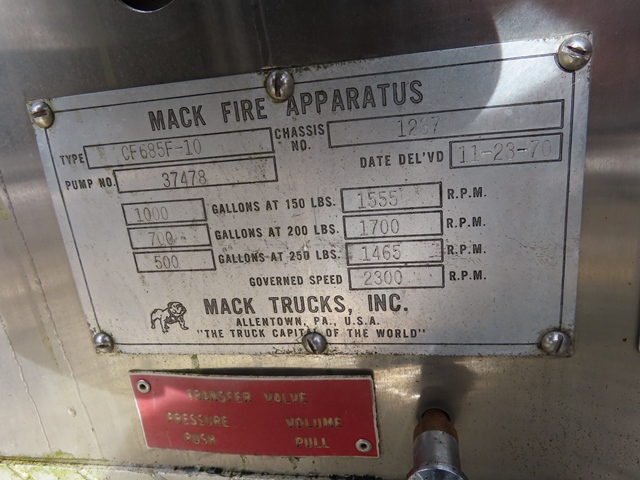 MACK FIRE APPARATUS
TYPE CF685F-10 CHASSIS NO. 1267
PUMP NO. 37478 DATE DEL'VD 11-23-70
1000 GALLONS AT 150 LBS. 1555 R.P.M.
700 GALLONS AT 200 LBS. 1700 R.P.M.
500 GALLONS AT 250 LBS. 1465 R.P.M.
GOVERNED SPEED 2300 R.P.M.
MACK TRUCKS, INC.
ALLENTOWN, PA., U.S.A.
"THE TRUCK CAPITAL OF THE WORLD"
TRANSFER VALVE
PRESSURE VOLUME
PUSH PULL